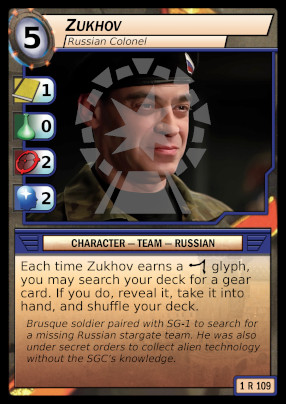 5
ZUKHOV
Russian Colonel
1
0
2
2
CHARACTER — TEAM — RUSSIAN
Each time Zukhov earns a glyph,
you may search your deck for a gear
card. If you do, reveal it, take it into
hand, and shuffle your deck.
Brusque soldier paired with SG-1 to search for
a missing Russian stargate team. He was also
under secret orders to collect alien technology
without the SGC's knowledge.
1 R 109